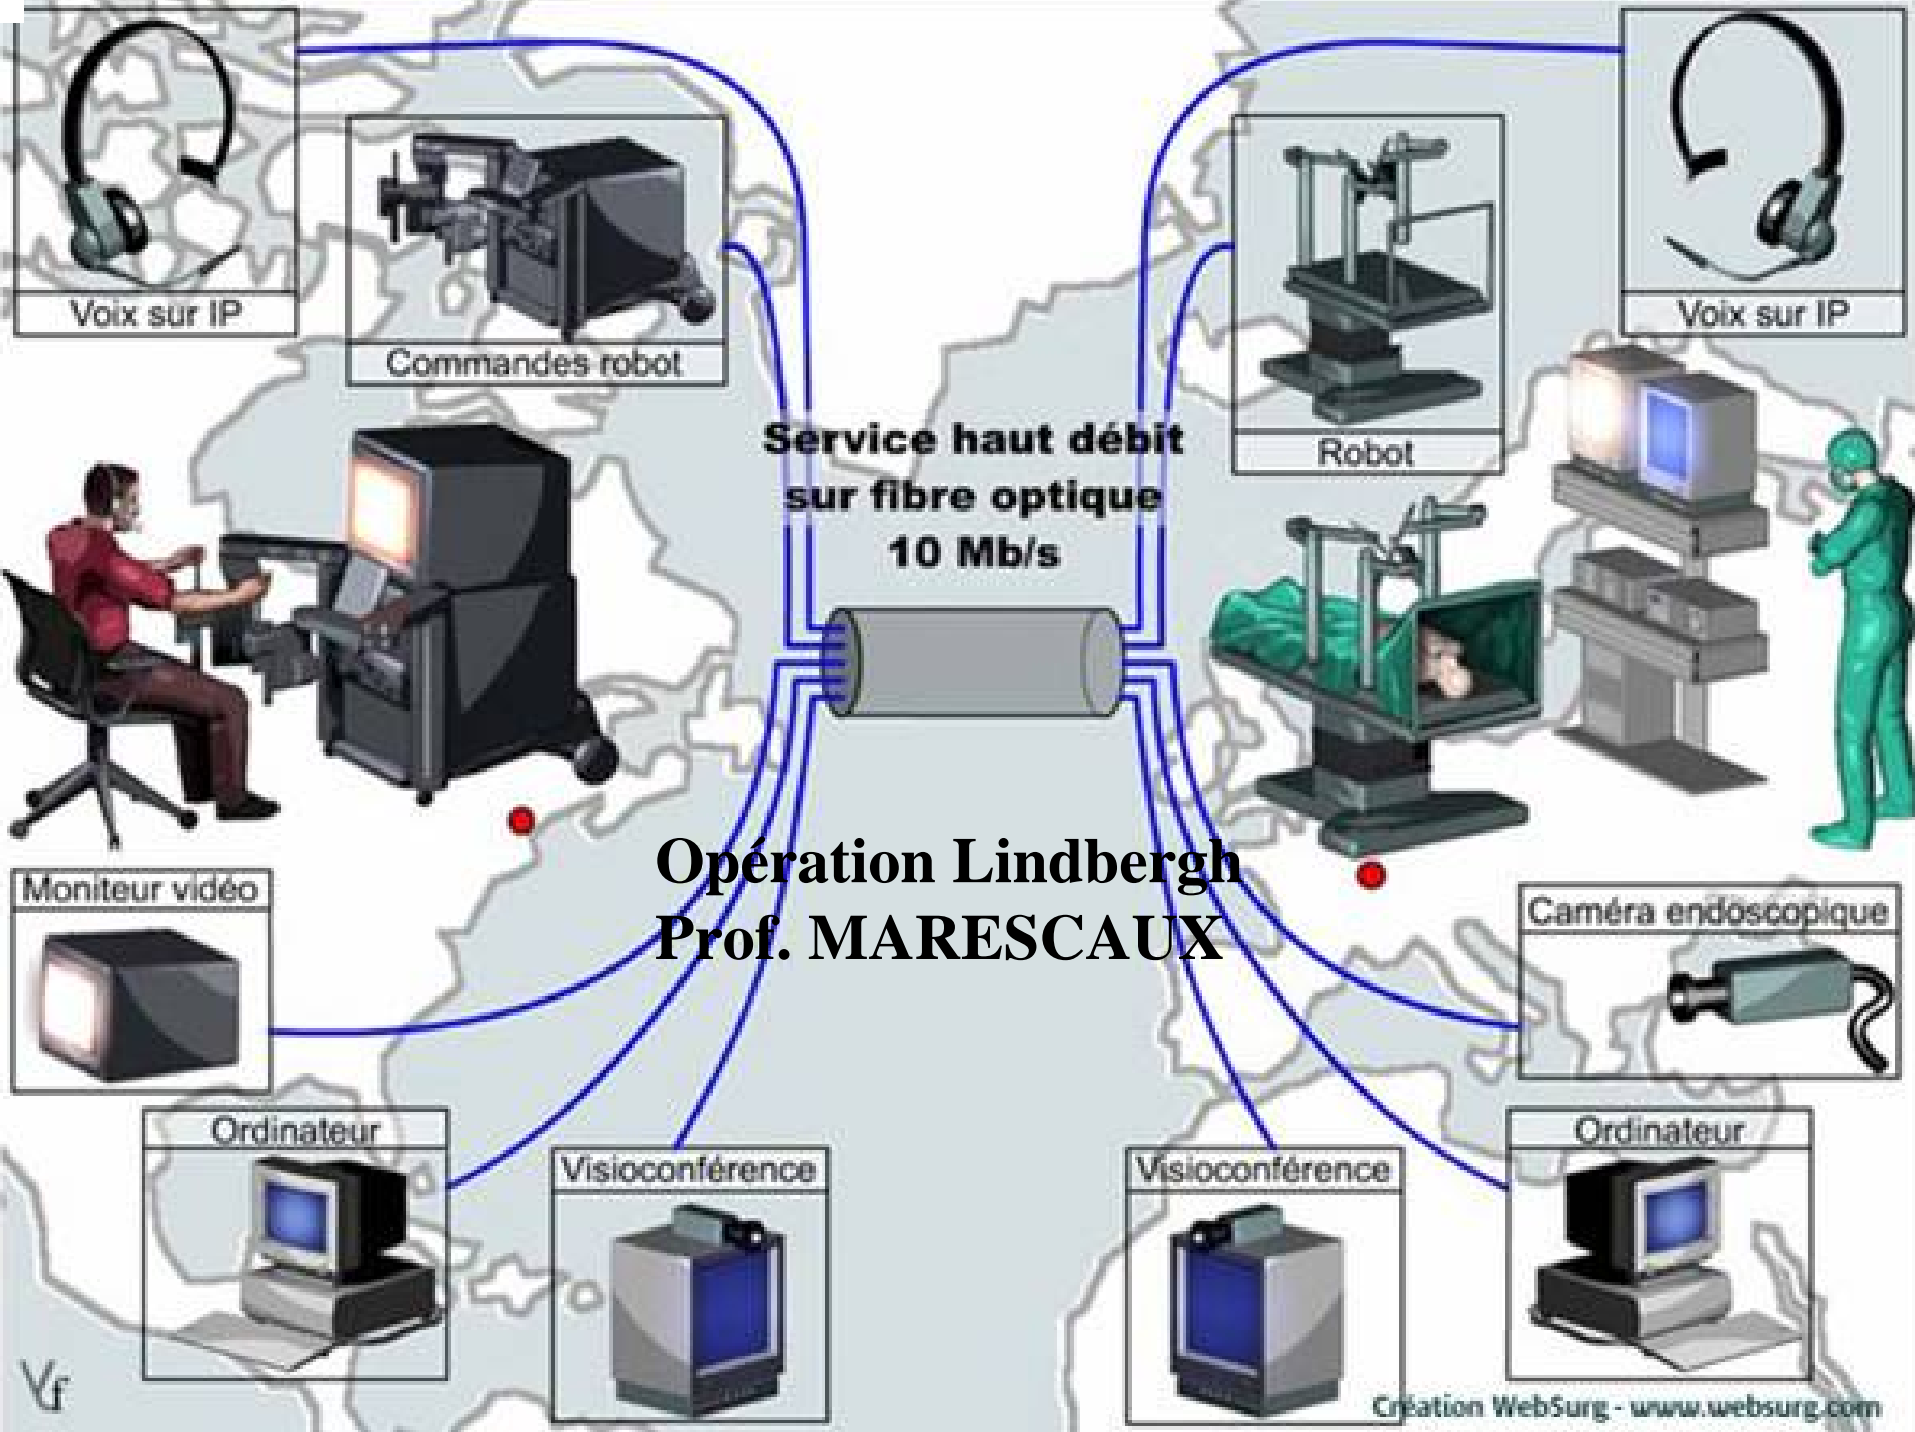 Voix sur IP
Voix sur IP
Commandes robot
Robot
Service haut débit
sur fibre optique
10 Mb/s
Opération Lindbergh
Prof. MARESCAUX
Moniteur vidéo
Caméra endoscopique
Ordinateur
Ordinateur
Visioconférence
Visioconférence
Vf
Création WebSurg - www.websurg.com